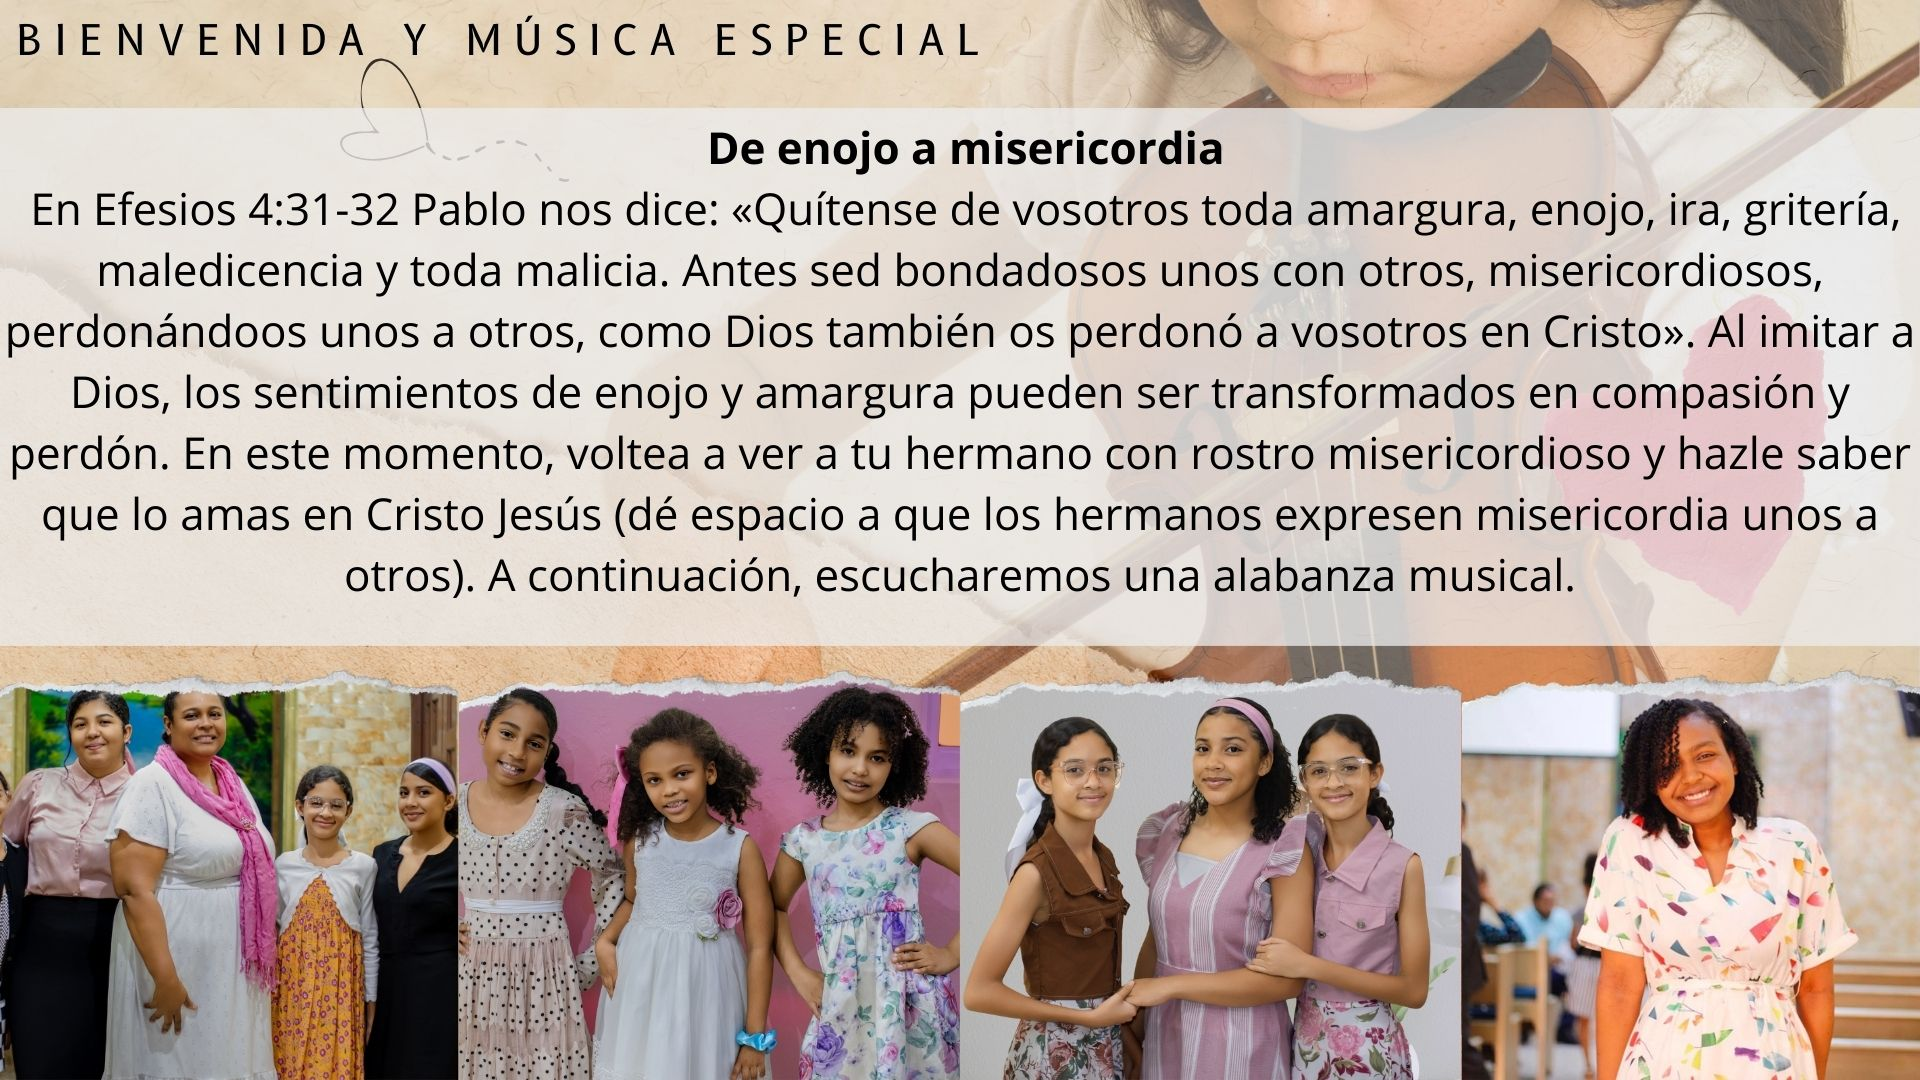 BIENVENIDA Y MÚSICA ESPECIAL
De enojo a misericordia
En Efesios 4:31-32 Pablo nos dice: «Quítense de vosotros toda amargura, enojo, ira, gritería,
maledicencia y toda malicia. Antes sed bondadosos unos con otros, misericordiosos,
perdonándoos unos a otros, como Dios también os perdonó a vosotros en Cristo». Al imitar a
Dios, los sentimientos de enojo y amargura pueden ser transformados en compasión y
perdón. En este momento, voltea a ver a tu hermano con rostro misericordioso y hazle saber
que lo amas en Cristo Jesús (dé espacio a que los hermanos expresen misericordia unos a
otros). A continuación, escucharemos una alabanza musical.